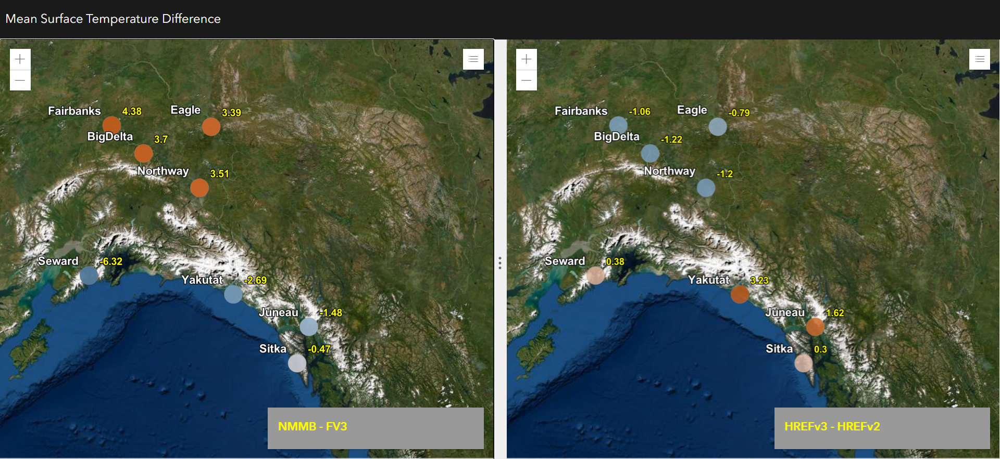 Mean Surface Temperature Difference
Fairbanks 4.38
Eagle 3.39
BigDelta 3.7
Northway 3.51
Seward -6.32
Yakutat -2.69
Juneau -1.48
Sitka -0.47
NMMB - FV3
Fairbanks -1.06
Eagle -0.79
BigDelta -1.22
Northway -1.2
Seward 0.38
Yakutat 3.23
Juneau 1.62
Sitka 0.3
HREFv3 - HREFv2